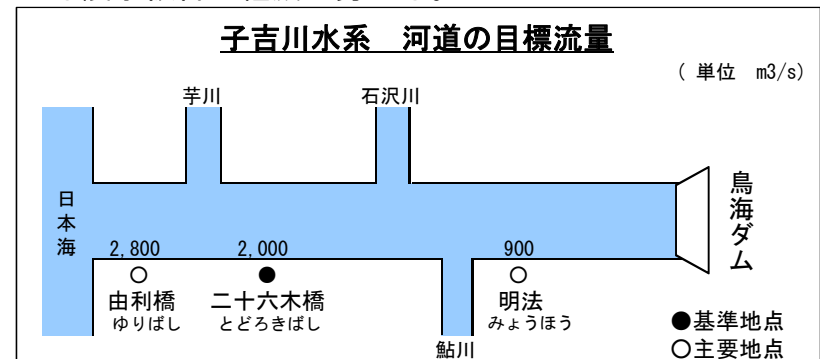 子吉川水系　河道の目標流量
( 単位　m3/s)
芋川
石沢川
日本海
鳥海ダム
2,800
2,000
900
○
●
○
由利橋
二十六木橋
明法
ゆりばし
とどろきばし
みょうほう
●基準地点
○主要地点
鮎川